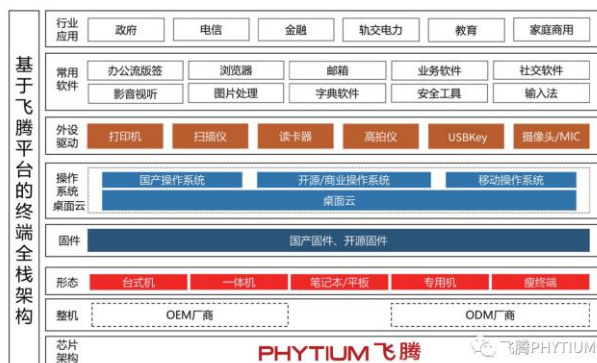 基于飞腾平台的终端全栈架构
行业应用
政府 电信 金融 轨交电力 教育 家庭商用
常用软件
办公流版签 浏览器 邮箱 业务软件 社交软件
影音视听 图片处理 字典软件 安全工具 输入法
外设驱动
打印机 扫描仪 读卡器 高拍仪 USBKey 摄像头/MIC
操作系统
桌面云
国产操作系统 开源/商业操作系统 移动操作系统
桌面云
固件
国产固件、开源固件
形态
台式机 一体机 笔记本/平板 专用机 瘦终端
整机
OEM厂商 ODM厂商
芯片架构
PHYTIUM飞腾
飞腾PHYTIUM